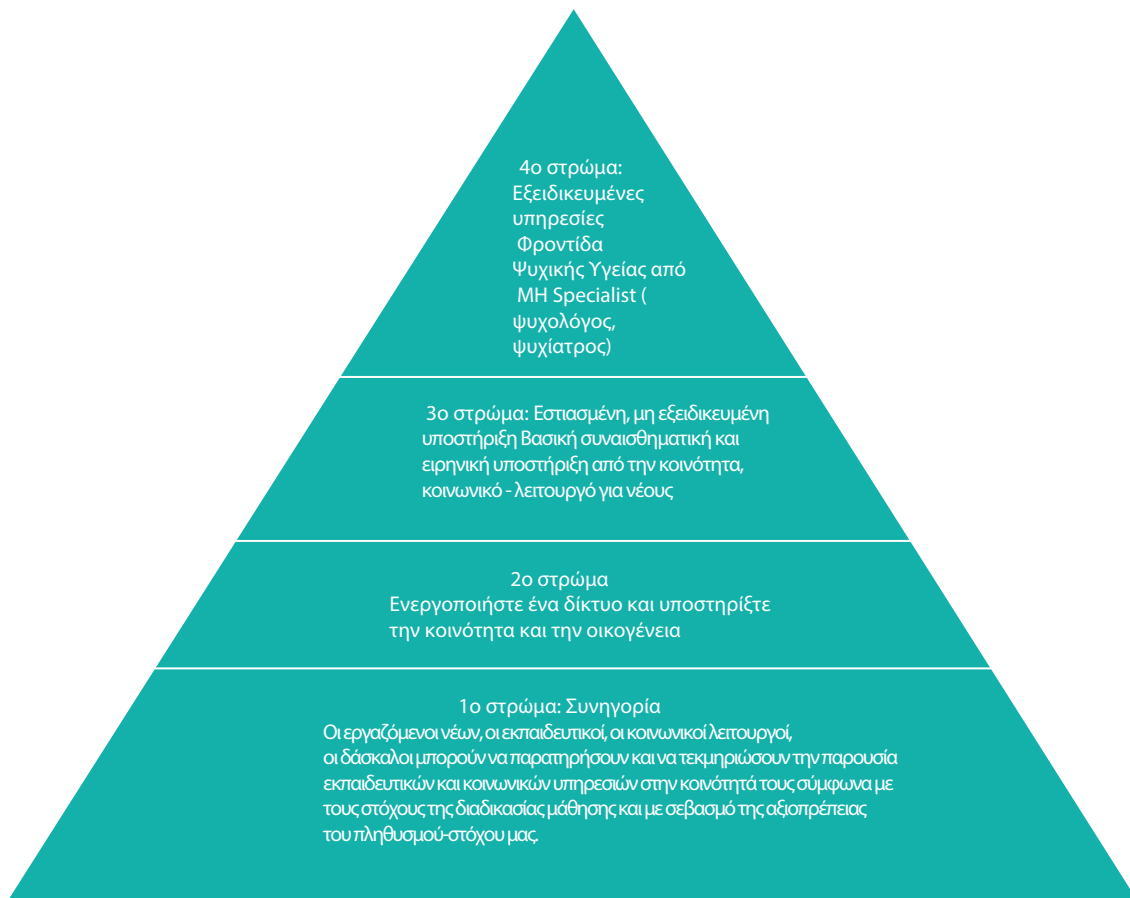 4ο στρώμα:
Εξειδικευμένες
υπηρεσίες
Φροντίδα
Ψυχικής Υγείας από
MH Specialist (
ψυχολόγος,
ψυχίατρος)
3ο στρώμα: Εστιασμένη, μη εξειδικευμένη
υποστήριξη Βασική συναισθηματική και
ειρηνική υποστήριξη από την κοινότητα,
κοινωνικό - λειτουργό για νέους
2ο στρώμα
Ενεργοποιήστε ένα δίκτυο και υποστηρίξτε
την κοινότητα και την οικογένεια
1ο στρώμα: Συνηγορία
Οι εργαζόμενοι νέων, οι εκπαιδευτικοί, οι κοινωνικοί λειτουργοί,
οι δάσκαλοι μπορούν να παρατηρήσουν και να τεκμηριώσουν την παρουσία
εκπαιδευτικών και κοινωνικών υπηρεσιών στην κοινότητά τους σύμφωνα με
τους στόχους της διαδικασίας μάθησης και με σεβασμό της αξιοπρέπειας
του πληθυσμού-στόχου μας.